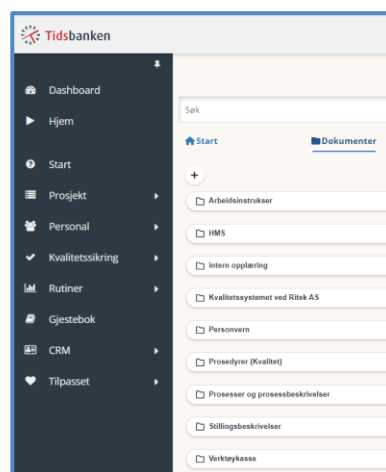 Tidsbanken
Dashboard
Hjem
Start
Prosjekt
Personal
Kvalitetssikring
Rutiner
Gjestebok
CRM
Tilpasset
Søk
Start
Dokumenter
Arbeidsinstrukser
HMS
intern opplæring
Kvalitetssystemet ved Ritek AS
Personvern
Prosedyrer (Kvalitet)
Prosesser og prosessbeskrivelser
Stillingsbeskrivelser
Verktøykasse